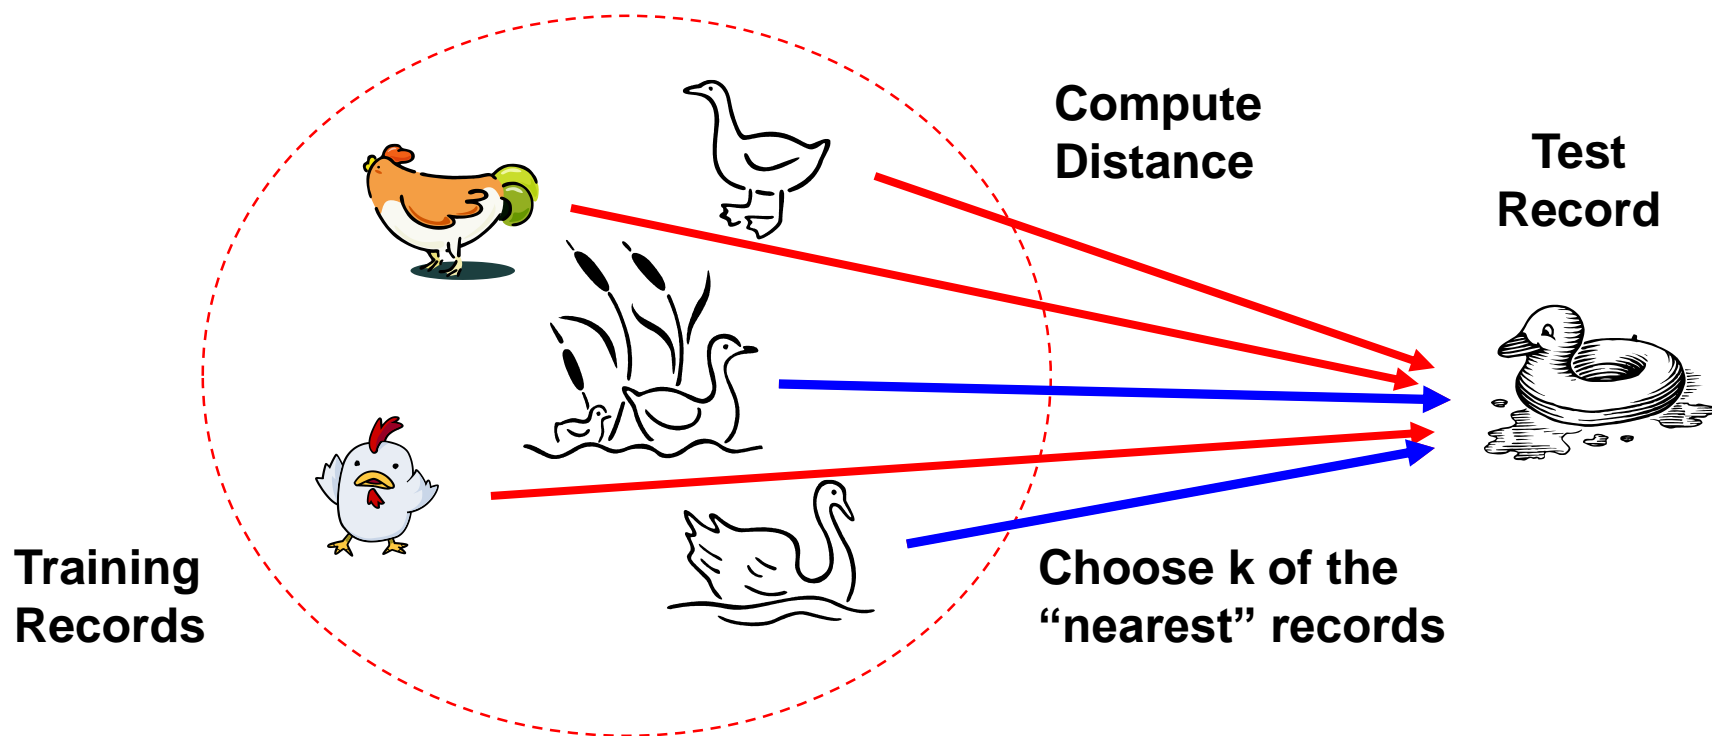 Compute
Distance
Test
Record
Training
Records
Choose k of the
“nearest” records